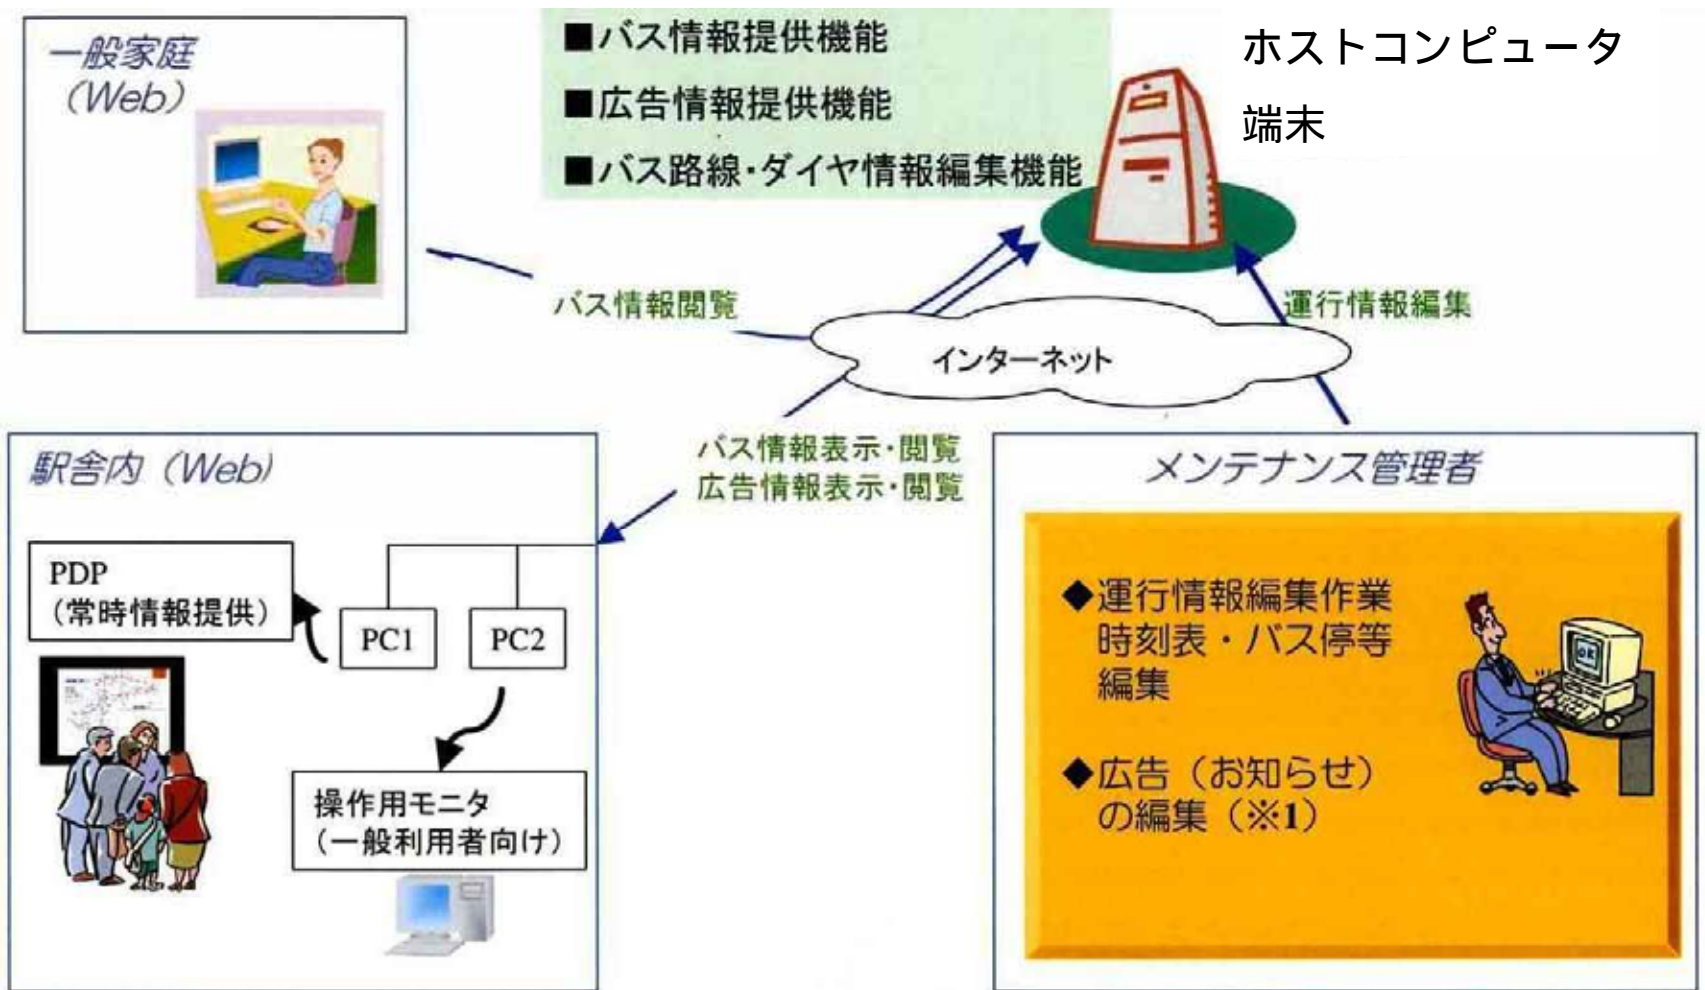 一般家庭
(Web)
■バス情報提供機能
■広告情報提供機能
■バス路線・ダイヤ情報編集機能
ホストコンピュータ
端末
バス情報閲覧
運行情報編集
インターネット
バス情報表示・閲覧
広告情報表示・閲覧
駅舎内 (Web)
PDP
(常時情報提供)
PC1
PC2
操作用モニタ
(一般利用者向け)
メンテナンス管理者
◆運行情報編集作業
時刻表・バス停等
編集
◆広告(お知らせ)
の編集(※1)
OK